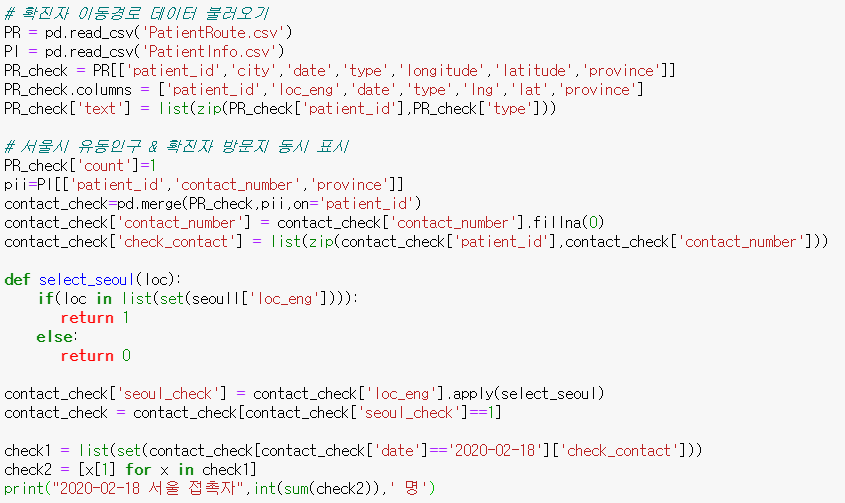 # 확진자 이동경로 데이터 불러오기
PR = pd.read_csv('PatientRoute.csv')
PI = pd.read_csv('PatientInfo.csv')
PR_check = PR[['patient_id','city','date','type','longitude','latitude','province']]
PR_check.columns = ['patient_id','loc_eng','date','type','lng','lat','province']
PR_check['text'] = list(zip(PR_check['patient_id'],PR_check['type']))

# 서울시 유동인구 & 확진자 방문지 동시 표시
PR_check['count']=1
pii=PI[['patient_id','contact_number','province']]
contact_check=pd.merge(PR_check,pii,on='patient_id')
contact_check['contact_number'] = contact_check['contact_number'].fillna(0)
contact_check['check_contact'] = list(zip(contact_check['patient_id'],contact_check['contact_number']))

def select_seoul(loc):
    if(loc in list(set(seoull['loc_eng']))):
        return 1
    else:
        return 0

contact_check['seoul_check'] = contact_check['loc_eng'].apply(select_seoul)
contact_check = contact_check[contact_check['seoul_check']==1]

check1 = list(set(contact_check[contact_check['date']=='2020-02-18']['check_contact']))
check2 = [x[1] for x in check1]
print("2020-02-18 서울 접촉자",int(sum(check2)),' 명')